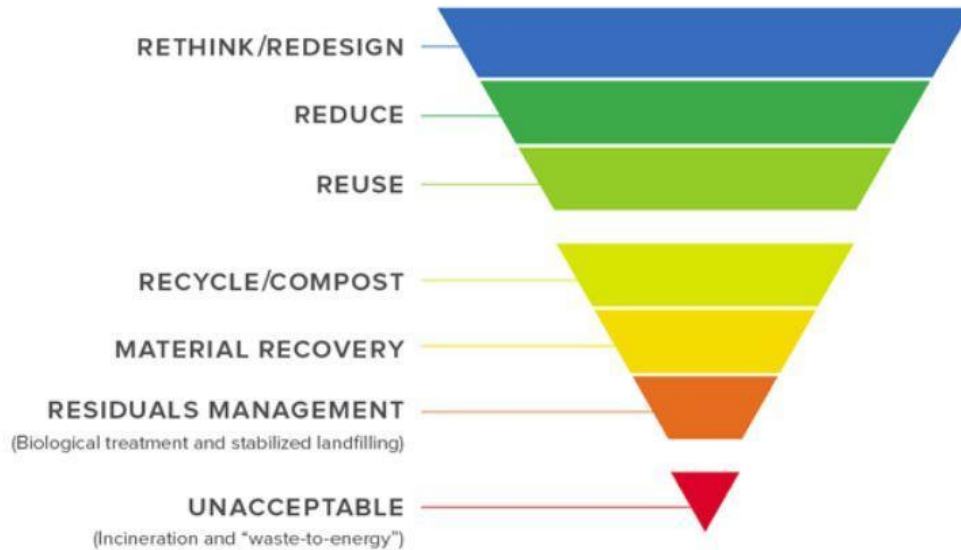 RETHINK/REDESIGN
REDUCE
REUSE
RECYCLE/COMPOST
MATERIAL RECOVERY
RESIDUALS MANAGEMENT
(Biological treatment and stabilized landfilling)
UNACCEPTABLE
(Incineration and “waste-to-energy”)